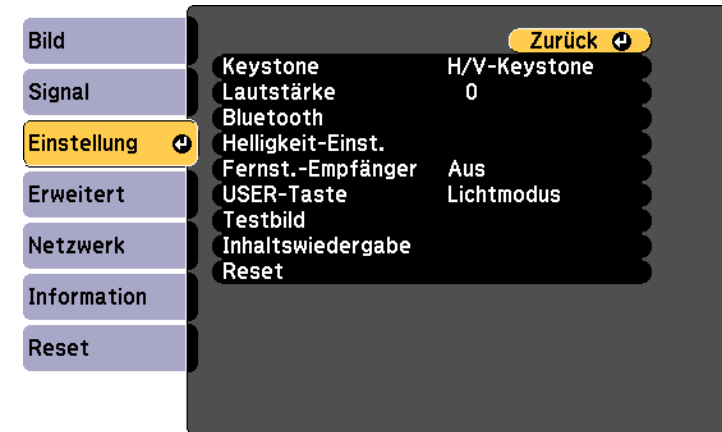 Bild
Signal
Einstellung
Erweitert
Netzwerk
Information
Reset
Zurück
Keystone H/V-Keystone
Lautstärke 0
Bluetooth
Helligkeit-Einst.
Fernst.-Empfänger Aus
USER-Taste Lichtmodus
Testbild
Inhaltswiedergabe
Reset